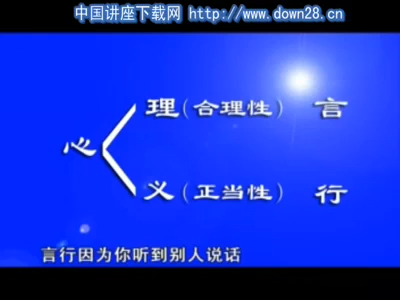 中国讲座下载网 http://www.down28.cn
理(合理性) 言
心
义(正当性) 行
言行因为你听到别人说话